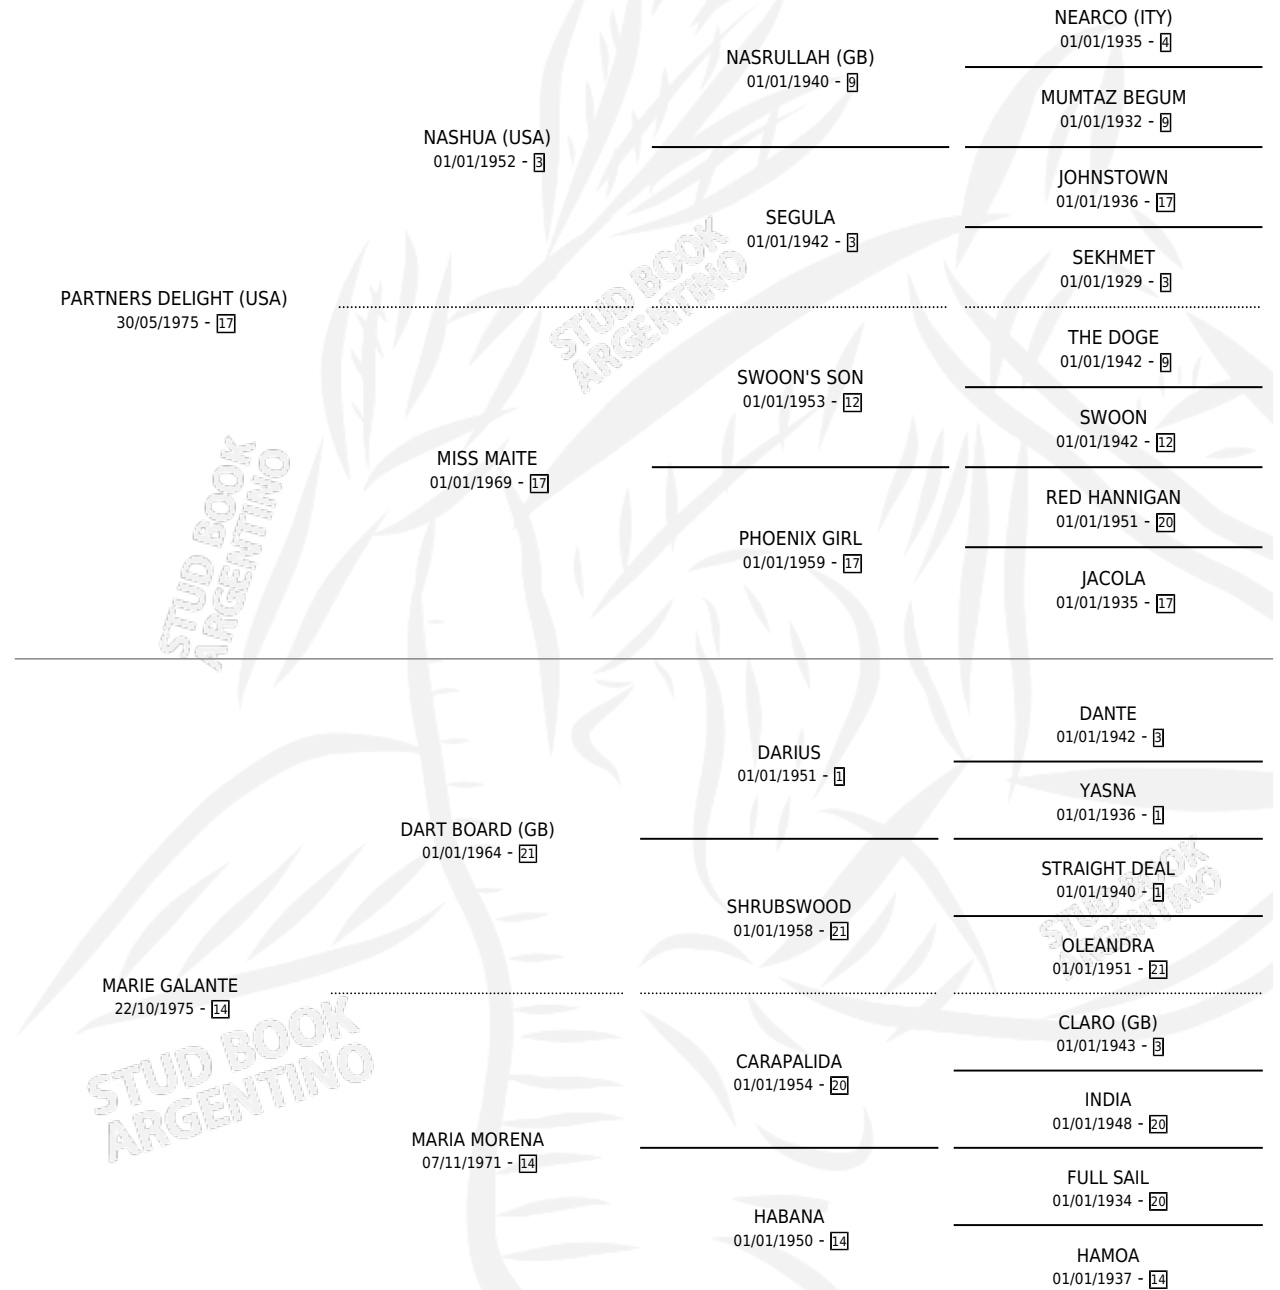 NEARCO (ITY)
01/01/1935 - 4
NASRULLAH (GB)
01/01/1940 - 9
MUMTAZ BEGUM
01/01/1932 - 9
NASHUA (USA)
01/01/1952 - 3
JOHNSTOWN
01/01/1936 - 17
SEGULA
01/01/1942 - 3
SEKHMET
01/01/1929 - 3
PARTNERS DELIGHT (USA)
30/05/1975 - 17
THE DOGE
01/01/1942 - 9
SWOON'S SON
01/01/1953 - 12
SWOON
01/01/1942 - 12
MISS MAITE
01/01/1969 - 17
RED HANNIGAN
01/01/1951 - 20
PHOENIX GIRL
01/01/1959 - 17
JACOLA
01/01/1935 - 17
STUD BOOK
ARGENTINO
STUD BOOK
ARGENTINO
DANTE
01/01/1942 - 3
DARIUS
01/01/1951 - 1
YASNA
01/01/1936 - 1
DART BOARD (GB)
01/01/1964 - 21
STRAIGHT DEAL
01/01/1940 - 1
SHRUBSWOOD
01/01/1958 - 21
OLEANDRA
01/01/1951 - 21
MARIE GALANTE
22/10/1975 - 14
CLARO (GB)
01/01/1943 - 3
CARAPALIDA
01/01/1954 - 20
INDIA
01/01/1948 - 20
MARIA MORENA
07/11/1971 - 14
FULL SAIL
01/01/1934 - 20
HABANA
01/01/1950 - 14
HAMOA
01/01/1937 - 14
STUD BOOK
ARGENTINO
STUD BOOK
ARGENTINO